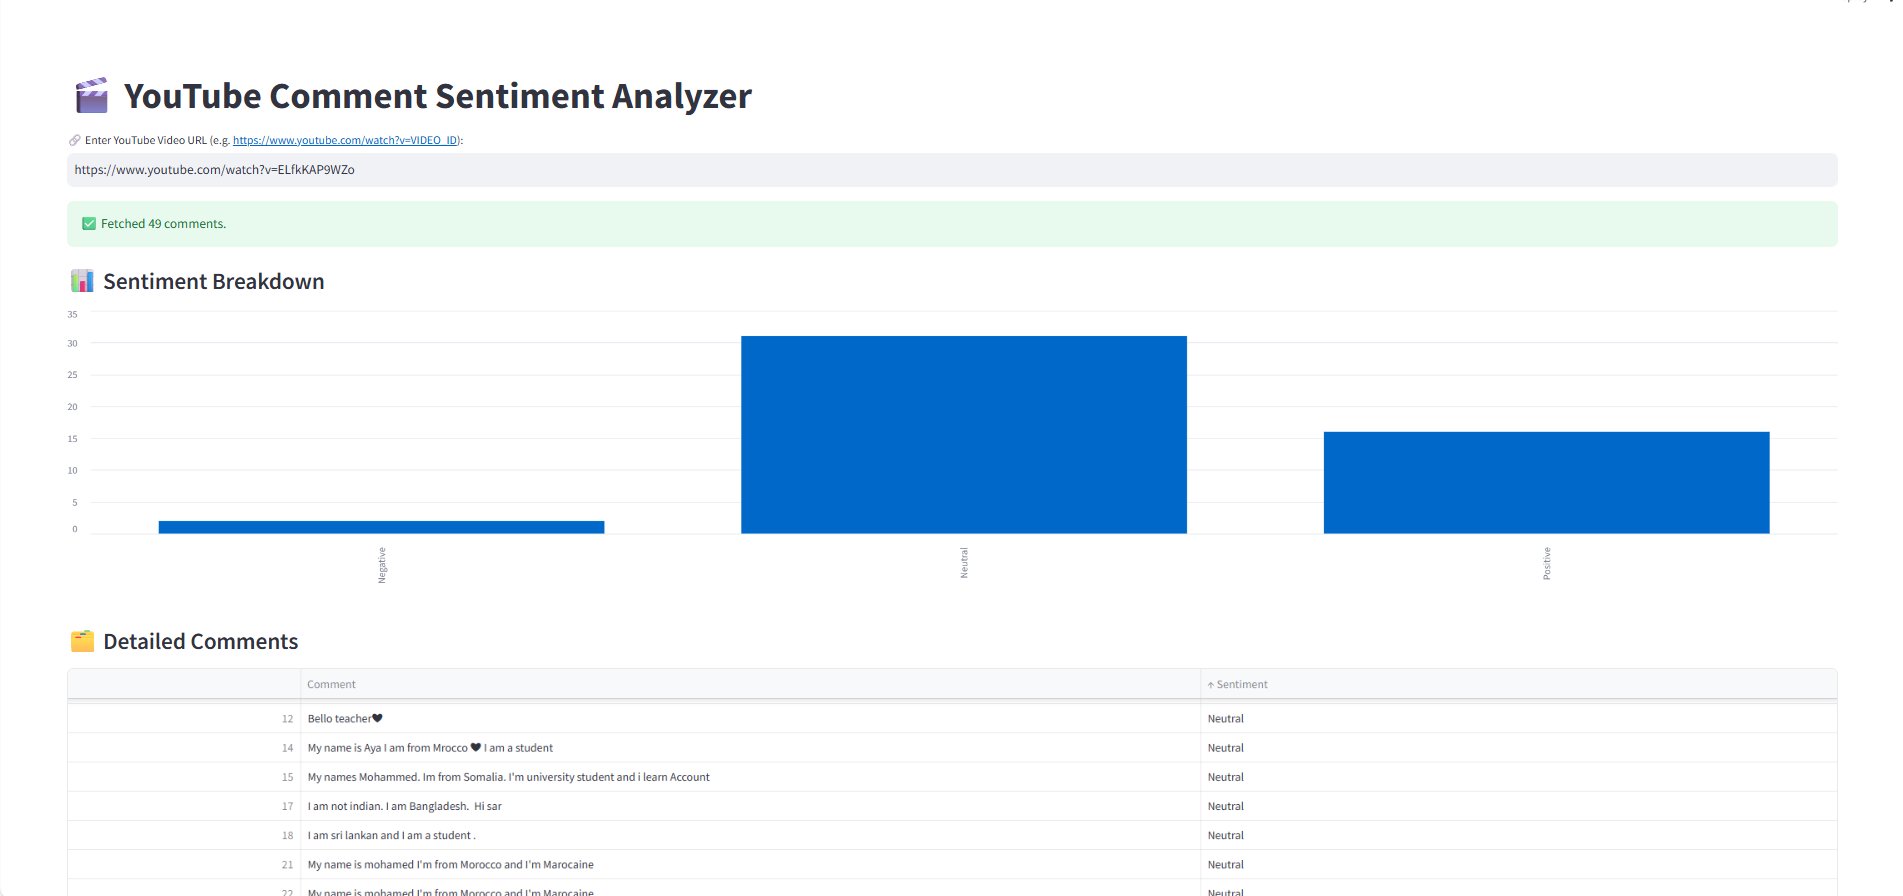 YouTube Comment Sentiment Analyzer
Enter YouTube Video URL (e.g. https://www.youtube.com/watch?v=VIDEO_ID):
https://www.youtube.com/watch?v=ELfkKAP9WZo
Fetched 49 comments.
Sentiment Breakdown
35
30
25
20
15
10
5
0
Negative
Neutral
Positive
Detailed Comments
Comment ↑ Sentiment
12 Bello teacher🖤 Neutral
14 My name is Aya I am from Mrocco 🖤 I am a student Neutral
15 My names Mohammed. Im from Somalia. I'm university student and i learn Account Neutral
17 I am not indian. I am Bangladesh.  Hi sar Neutral
18 I am sri lankan and I am a student . Neutral
21 My name is mohamed I'm from Morocco and I'm Marocaine Neutral
22 My name is mohamed I'm from Morocco and I'm Marocaine Neutral